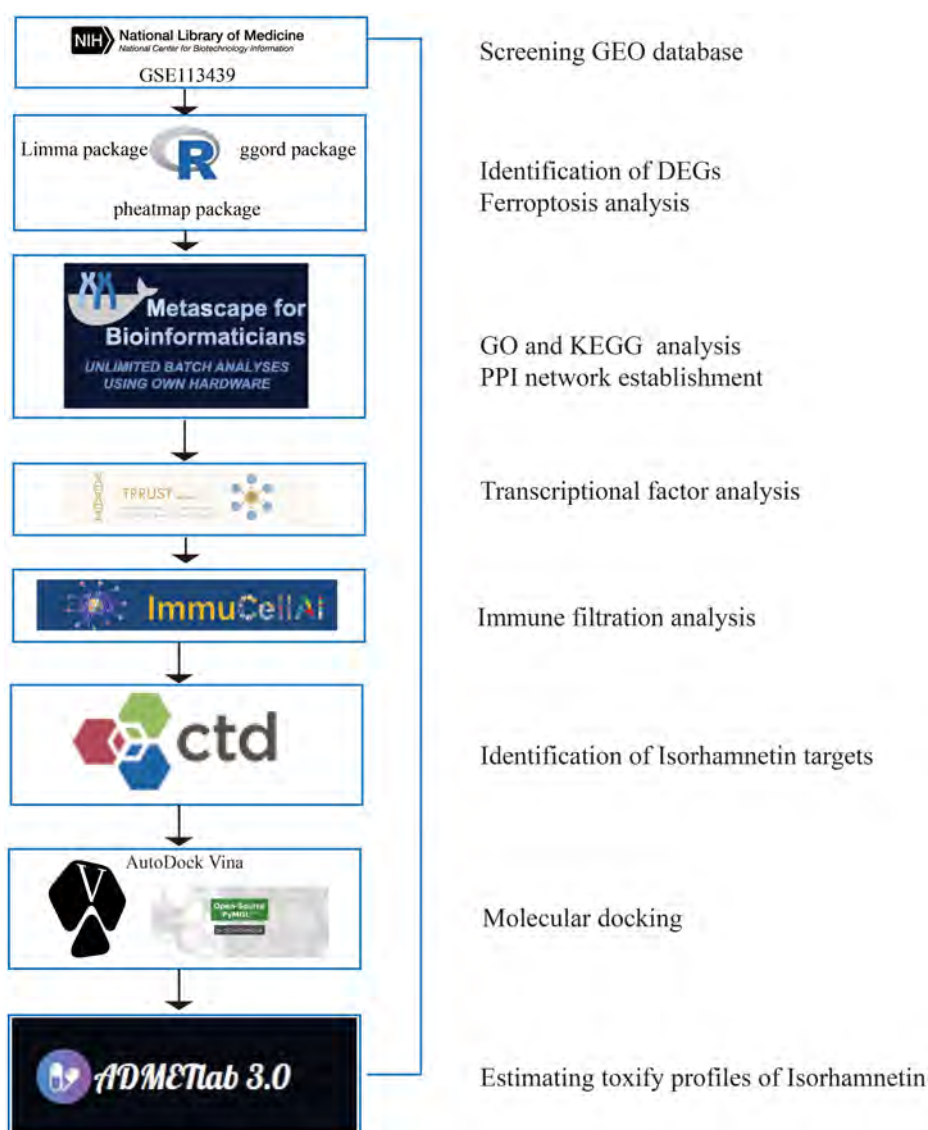 NIH National Library of Medicine
National Center for Biotechnology Information
GSE113439
Screening GEO database
Limma package R ggord package
pheatmap package
Identification of DEGs
Ferroptosis analysis
Metascape for
Bioinformaticians
UNLIMITED BATCH ANALYSES
USING OWN HARDWARE
GO and KEGG analysis
PPI network establishment
TRRUST
Transcriptional factor analysis
ImmuCellAI
Immune filtration analysis
ctd
Identification of Isorhamnetin targets
AutoDock Vina
V
Open-Source
PyMOL
Molecular docking
ADMETlab 3.0
Estimating toxify profiles of Isorhamnetin